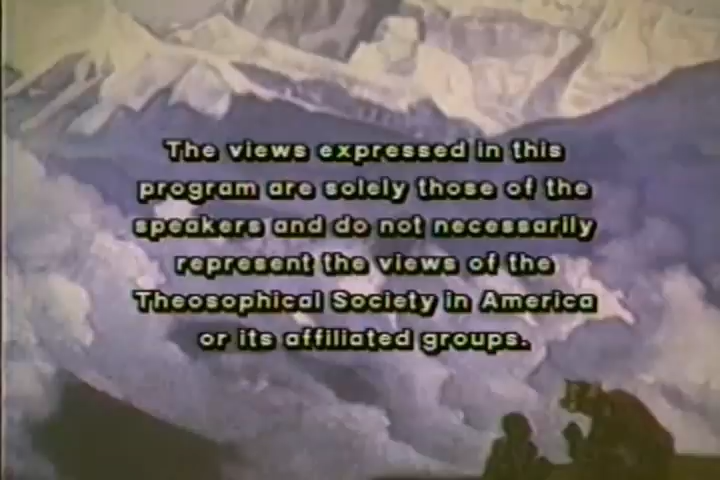 The views expressed in this
program are solely those of the
speakers and do not necessarily
represent the views of the
Theosophical Society in America
or its affiliated groups.